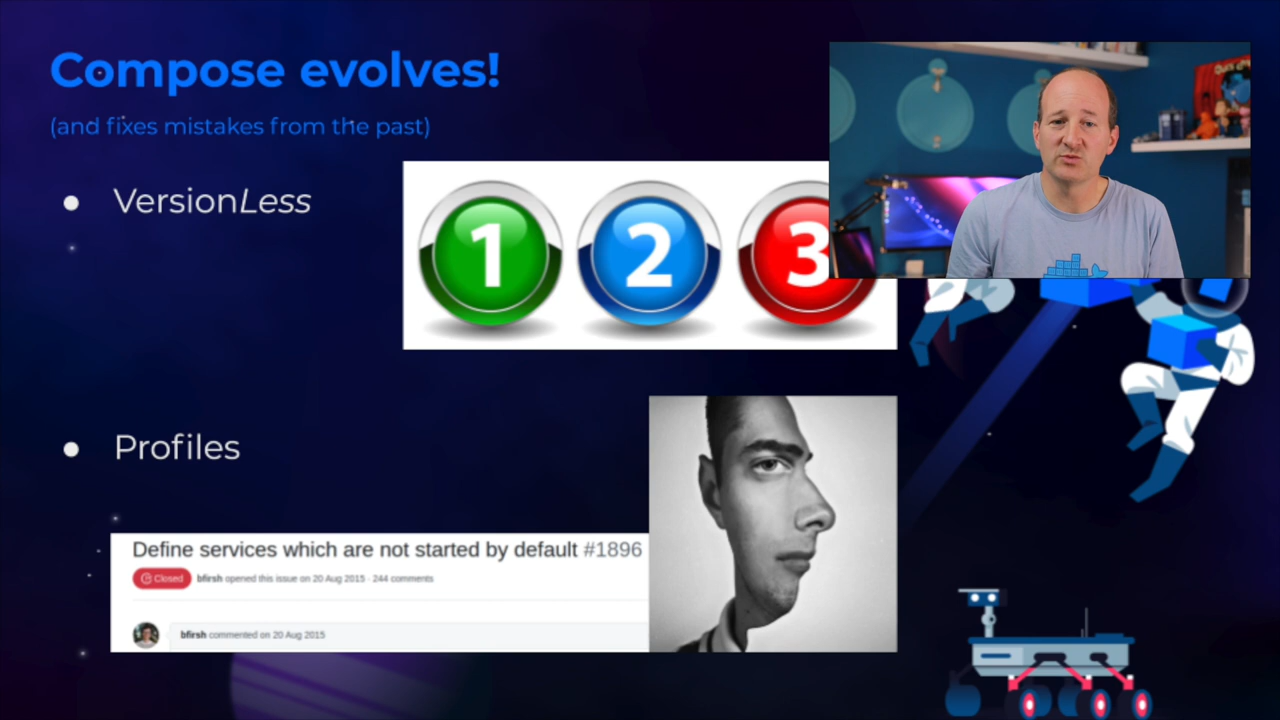 Compose evolves!
(and fixes mistakes from the past)
VersionLess
1 2 3
Profiles
Define services which are not started by default #1896
Closed bfirsh opened this issue on 20 Aug 2015 · 244 comments
bfirsh commented on 20 Aug 2015